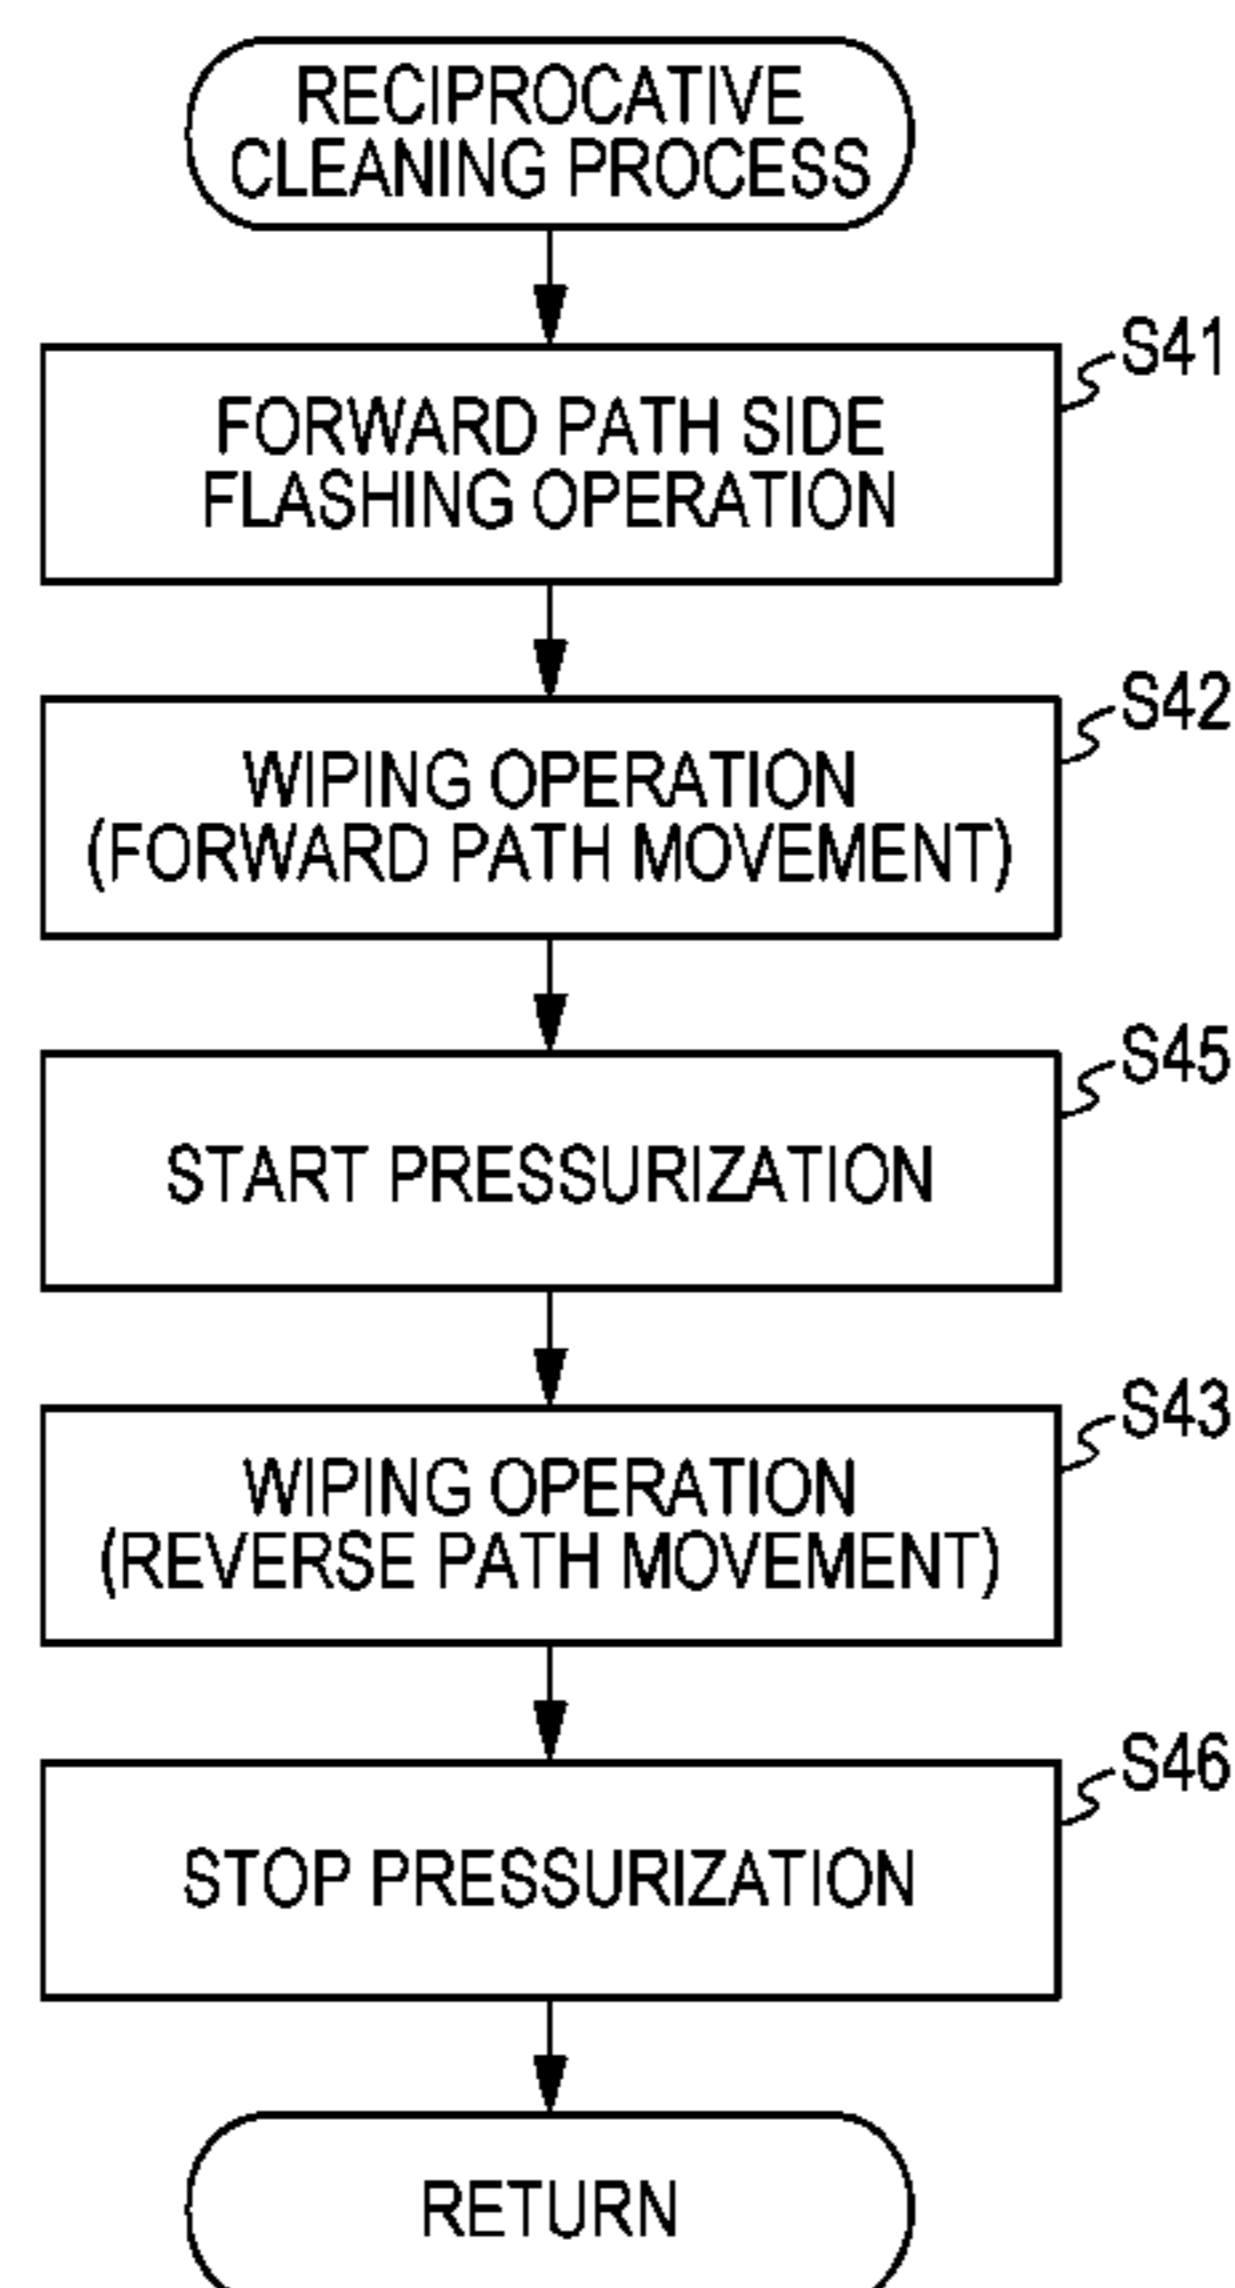 RECIPROCATIVE
CLEANING PROCESS
S41
FORWARD PATH SIDE
FLASHING OPERATION
S42
WIPING OPERATION
(FORWARD PATH MOVEMENT)
S45
START PRESSURIZATION
S43
WIPING OPERATION
(REVERSE PATH MOVEMENT)
S46
STOP PRESSURIZATION
RETURN